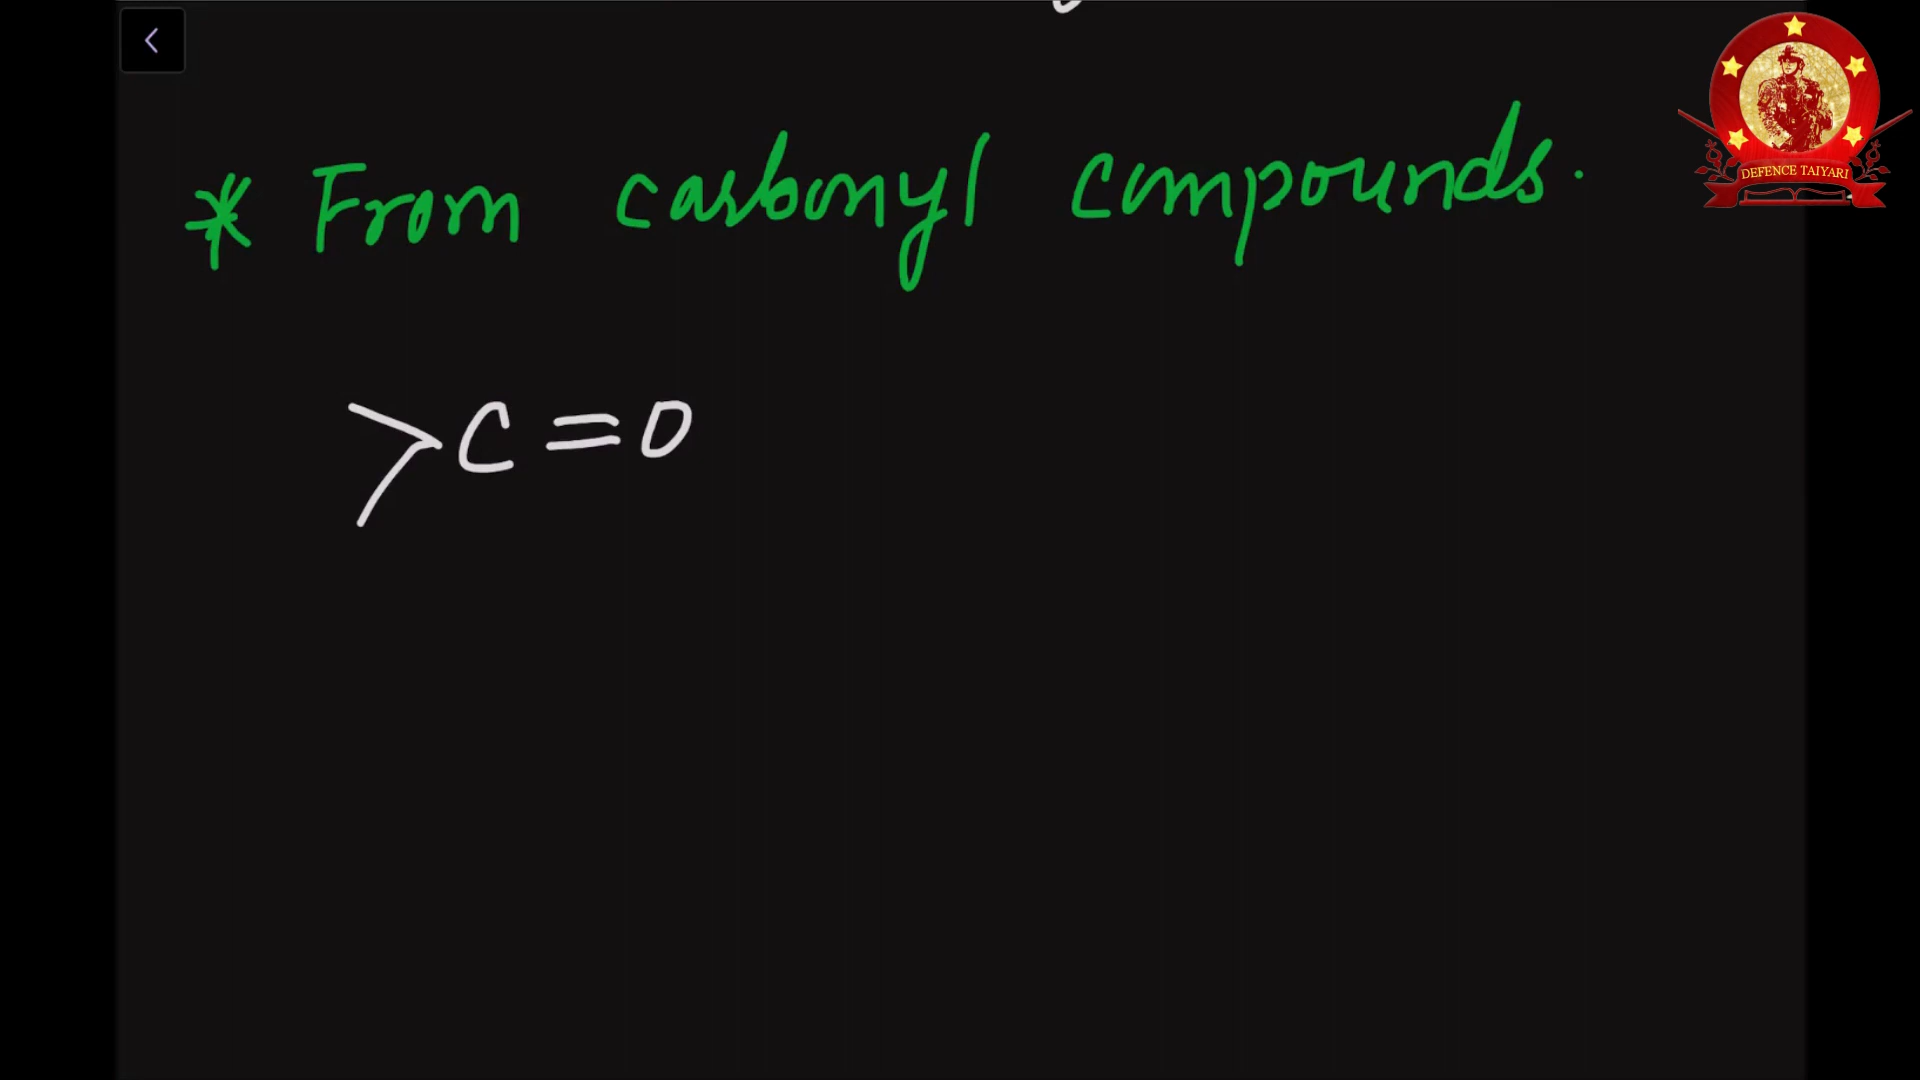 * From carbonyl compounds.
>C=O
DEFENCE TAIYARI